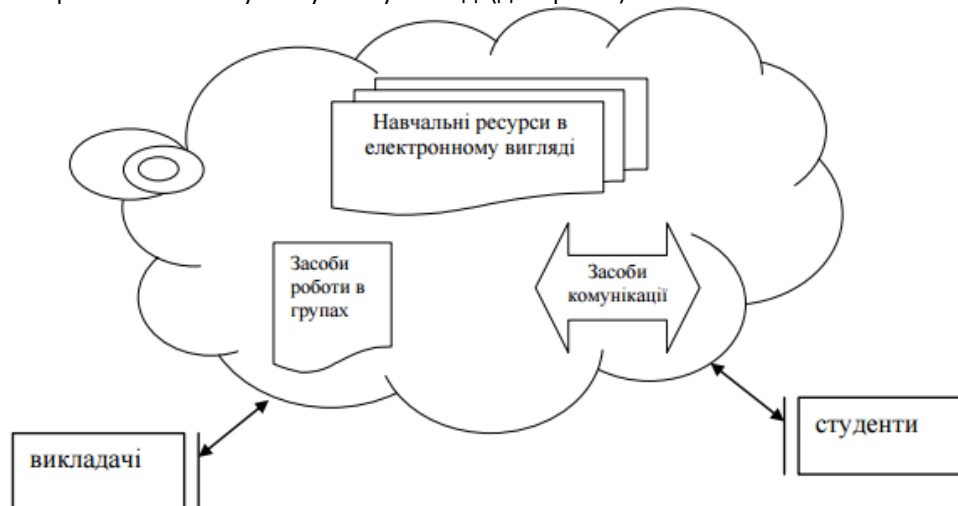 Навчальні ресурси в
електронному вигляді
Засоби
роботи в
групах
Засоби
комунікації
викладачі
студенти